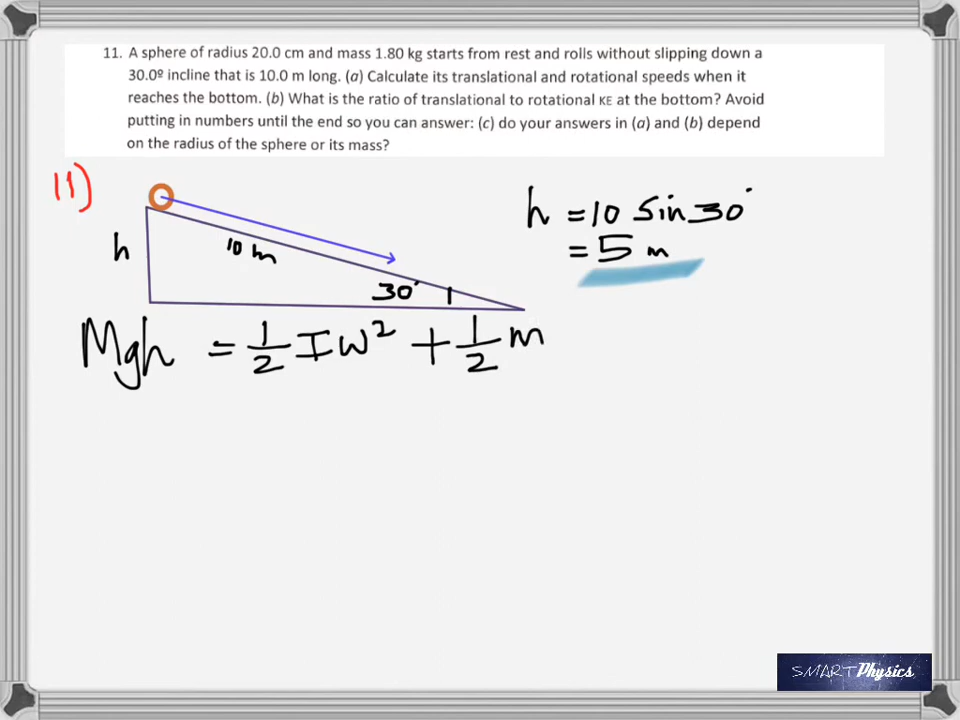 11. A sphere of radius 20.0 cm and mass 1.80 kg starts from rest and rolls without slipping down a
30.0º incline that is 10.0 m long. (a) Calculate its translational and rotational speeds when it
reaches the bottom. (b) What is the ratio of translational to rotational KE at the bottom? Avoid
putting in numbers until the end so you can answer: (c) do your answers in (a) and (b) depend
on the radius of the sphere or its mass?
11)
h = 10 Sin 30°
= 5 m
h
10 m
30°
Mgh = 1/2 I ω² + 1/2 m
SMART Physics